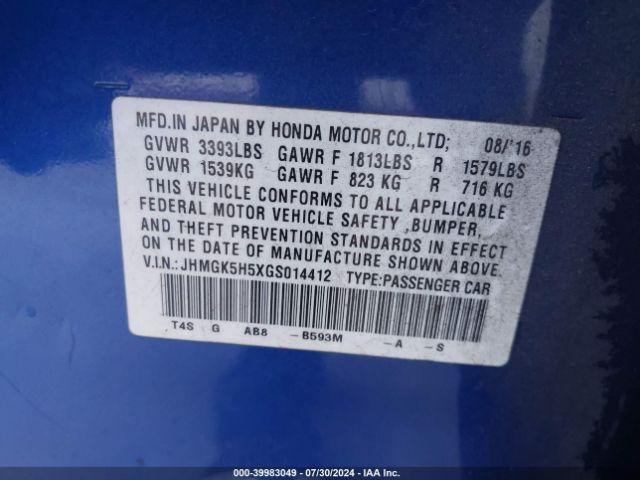 MFD.IN JAPAN BY HONDA MOTOR CO.,LTD; 08/'16
GVWR 3393LBS GAWR F 1813LBS R 1579LBS
GVWR 1539KG GAWR F 823 KG R 716 KG
THIS VEHICLE CONFORMS TO ALL APPLICABLE
FEDERAL MOTOR VEHICLE SAFETY ,BUMPER,
AND THEFT PREVENTION STANDARDS IN EFFECT
ON THE DATE OF MANUFACTURE SHOWN ABOVE.
V.I.N.:JHMGK5H5XGS014412 TYPE:PASSENGER CAR
T4S G AB8 -B593M -A -S
000-39983049 - 07/30/2024 - IAA Inc.